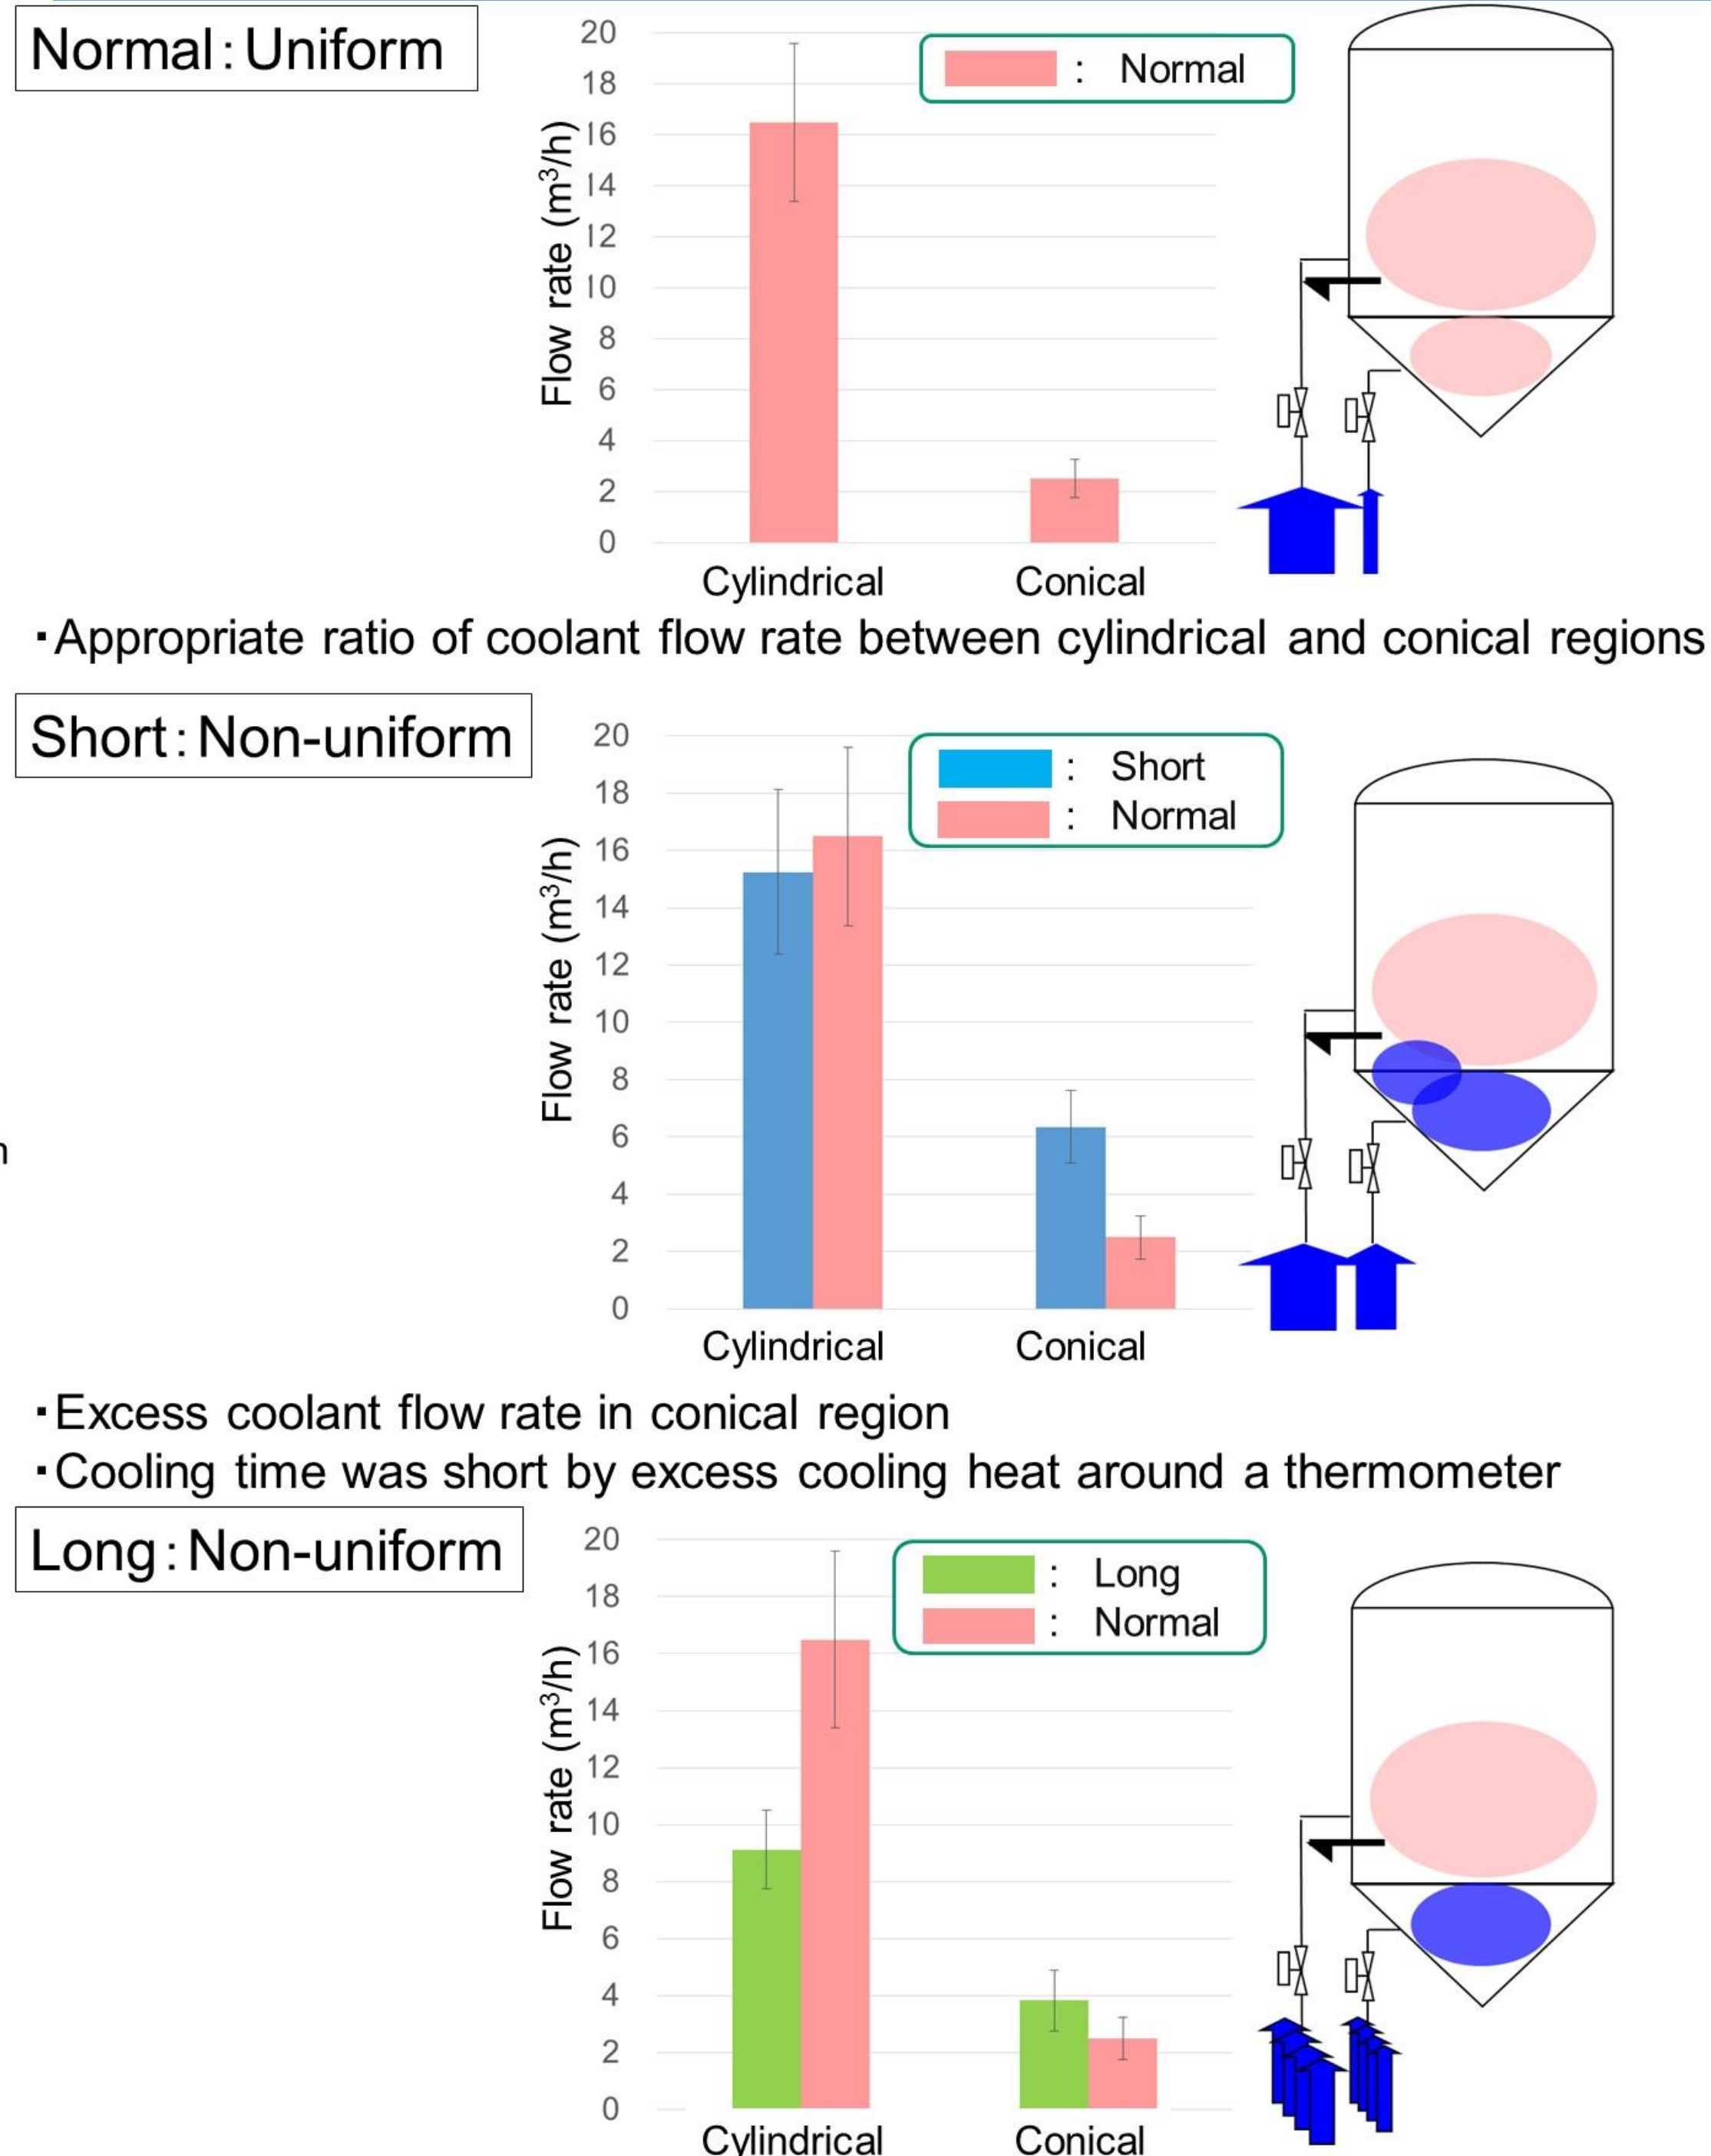 Normal:Uniform
20
18
16
14
12
10
8
6
4
2
0
Flow rate (m³/h)
: Normal
Cylindrical
Conical
・Appropriate ratio of coolant flow rate between cylindrical and conical regions
Short:Non-uniform
20
18
16
14
12
10
8
6
4
2
0
Flow rate (m³/h)
: Short
: Normal
Cylindrical
Conical
・Excess coolant flow rate in conical region
・Cooling time was short by excess cooling heat around a thermometer
Long:Non-uniform
20
18
16
14
12
10
8
6
4
2
0
Flow rate (m³/h)
: Long
: Normal
Cylindrical
Conical